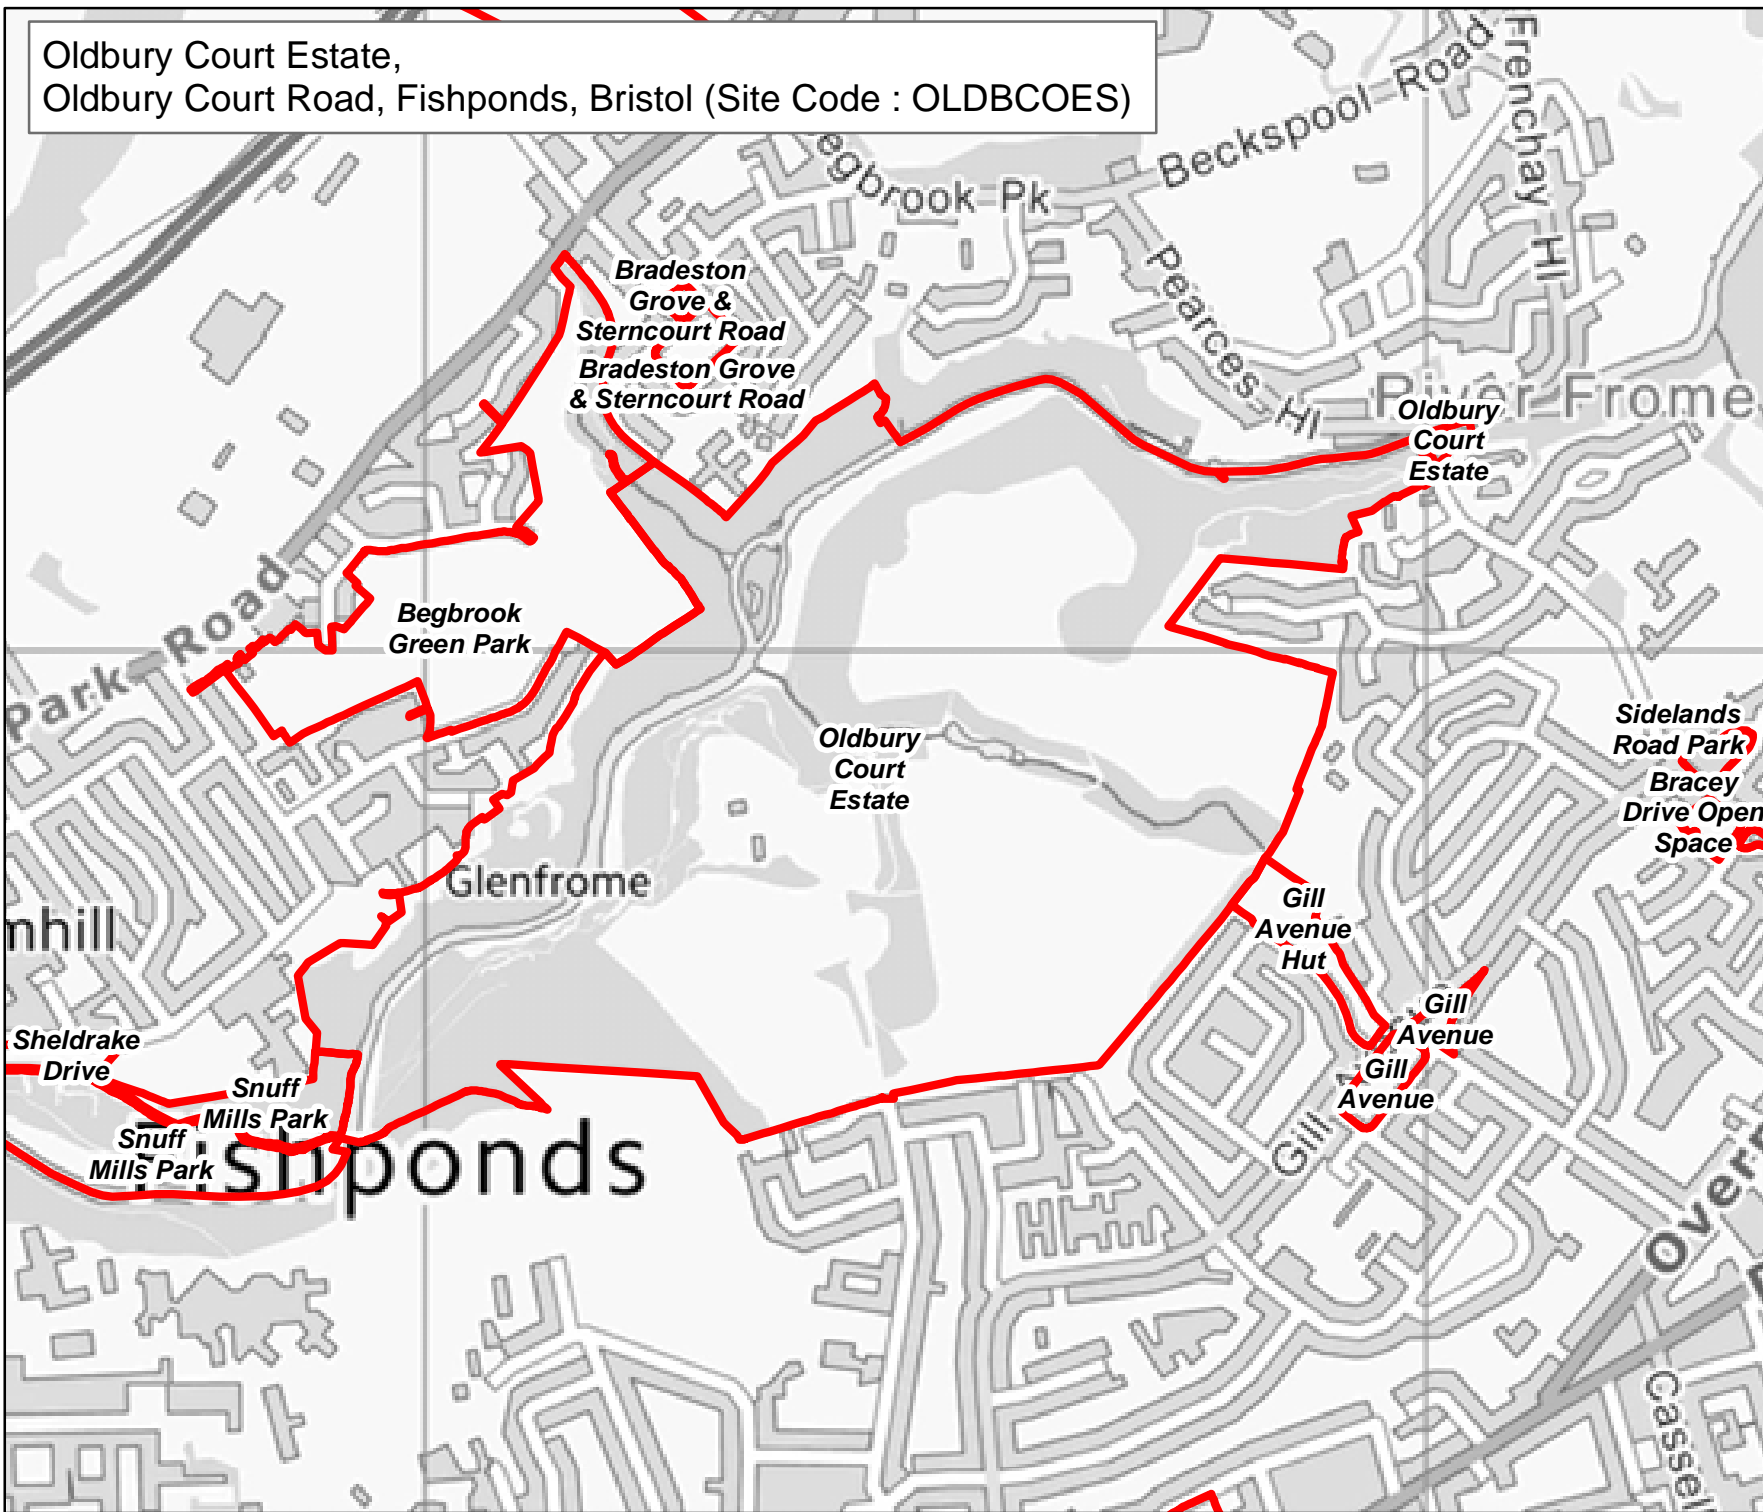 Oldbury Court Estate,
Oldbury Court Road, Fishponds, Bristol (Site Code : OLDBCOES)
egbrook Pk
Beckspool Road
Frenchay Hl
Pearces Hl
River Frome
Bradeston
Grove &
Sterncourt Road
Bradeston Grove
& Sterncourt Road
Oldbury
Court
Estate
Park Road
Begbrook
Green Park
Oldbury
Court
Estate
Sidelands
Road Park
Bracey
Drive Open
Space
Glenfrome
mhill
Gill
Avenue
Hut
Gill
Avenue
Gill
Avenue
Gill
Sheldrake
Drive
Snuff
Mills Park
Snuff
Mills Park
Fishponds
Overn
Cassel